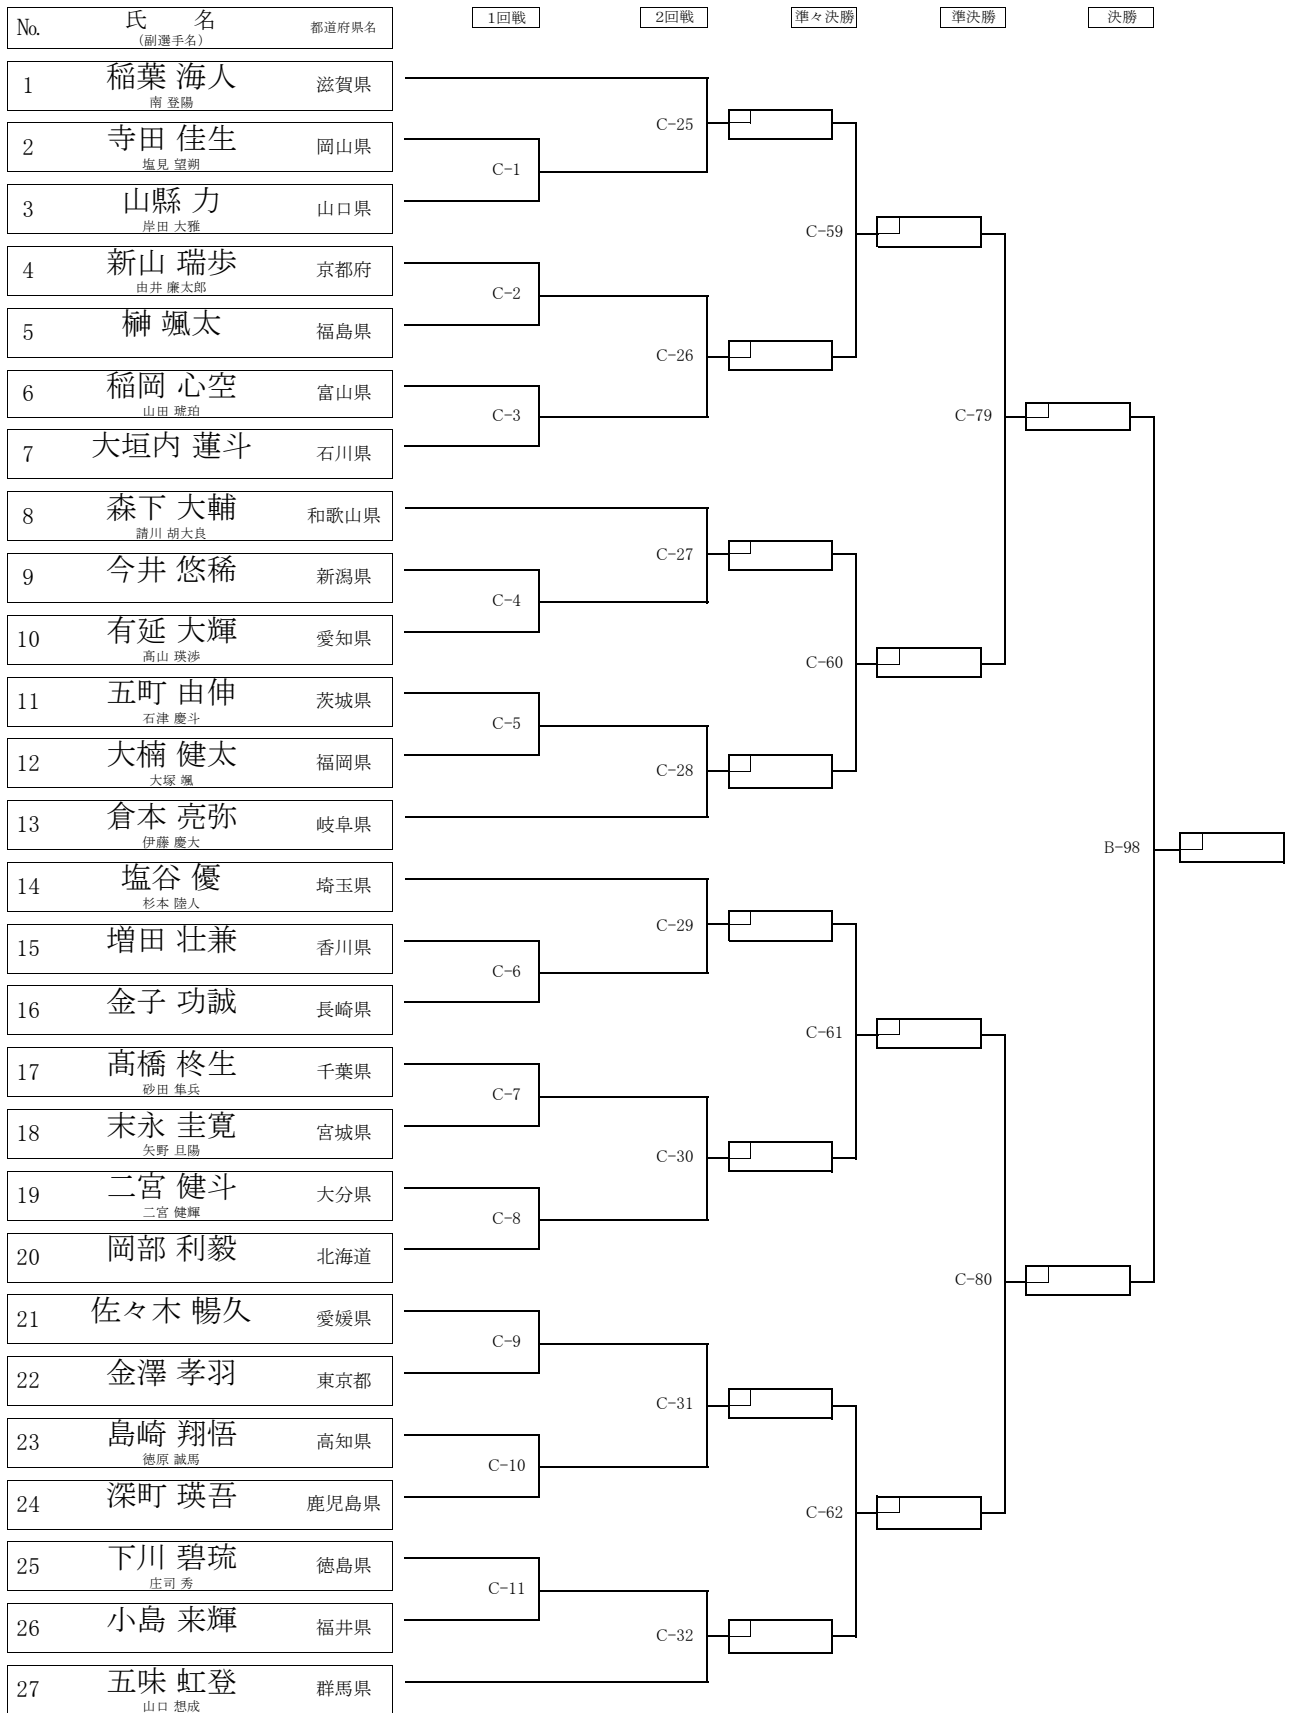 No. 氏 名 都道府県名 1回戦 2回戦 準々決勝 準決勝 決勝
(副選手名)
1 稲葉 海人 滋賀県
南 登陽
C-25
2 寺田 佳生 岡山県
塩見 望朔
C-1
3 山縣 力 山口県
岸田 大雅
C-59
4 新山 瑞歩 京都府
由井 廉太郎
C-2
5 榊 颯太 福島県
C-26
6 稲岡 心空 富山県
山田 琥珀
C-3 C-79
7 大垣内 蓮斗 石川県
8 森下 大輔 和歌山県
請川 胡大良
C-27
9 今井 悠稀 新潟県
C-4
10 有延 大輝 愛知県
髙山 瑛渉
C-60
11 五町 由伸 茨城県
石津 慶斗
C-5
12 大楠 健太 福岡県
大塚 颯
C-28
13 倉本 亮弥 岐阜県
伊藤 慶大
B-98
14 塩谷 優 埼玉県
杉本 陸人
C-29
15 増田 壮兼 香川県
C-6
16 金子 功誠 長崎県
C-61
17 髙橋 柊生 千葉県
砂田 隼兵
C-7
18 末永 圭寛 宮城県
矢野 旦陽
C-30
19 二宮 健斗 大分県
二宮 健輝
C-8
20 岡部 利毅 北海道
C-80
21 佐々木 暢久 愛媛県
C-9
22 金澤 孝羽 東京都
C-31
23 島崎 翔悟 高知県
徳原 誠馬
C-10
24 深町 瑛吾 鹿児島県
C-62
25 下川 碧琉 徳島県
庄司 秀
C-11
26 小島 来輝 福井県
C-32
27 五味 虹登 群馬県
山口 想成